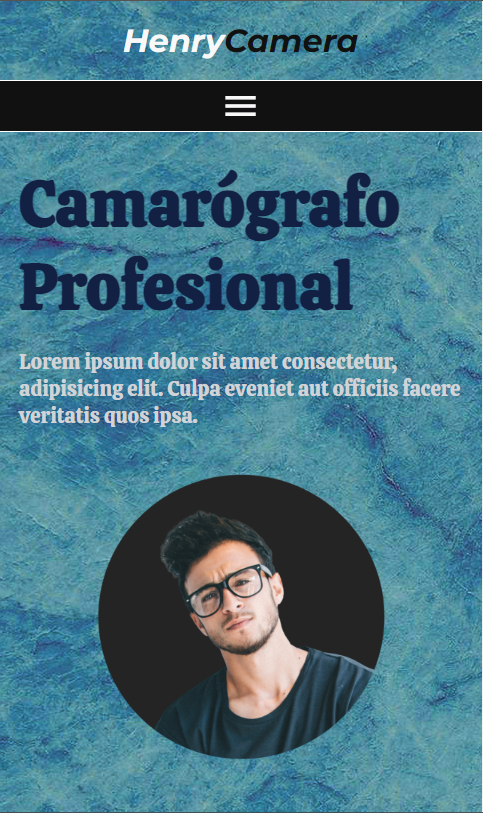 HenryCamera
Camarógrafo
Profesional
Lorem ipsum dolor sit amet consectetur,
adipisicing elit. Culpa eveniet aut officiis facere
veritatis quos ipsa.